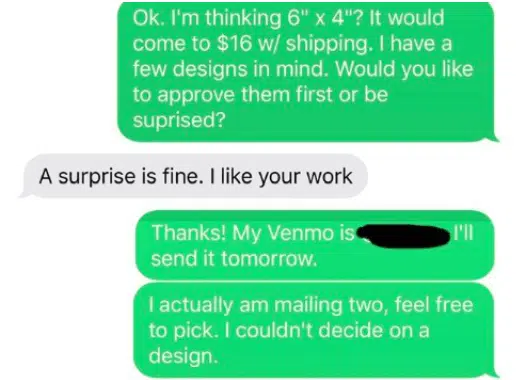 Ok. I'm thinking 6" x 4"? It would
come to $16 w/ shipping. I have a
few designs in mind. Would you like
to approve them first or be
suprised?
A surprise is fine. I like your work
Thanks! My Venmo is I'll
send it tomorrow.
I actually am mailing two, feel free
to pick. I couldn't decide on a
design.